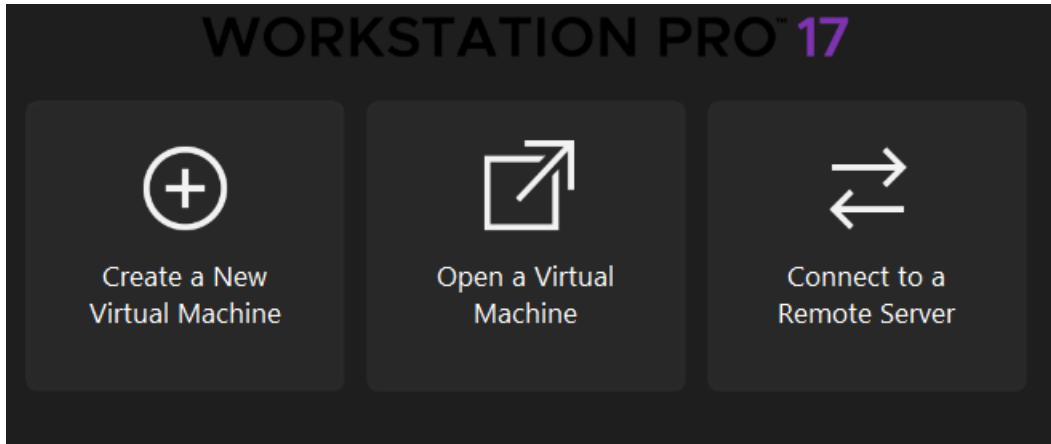 WORKSTATION PRO™ 17
Create a New
Virtual Machine
Open a Virtual
Machine
Connect to a
Remote Server